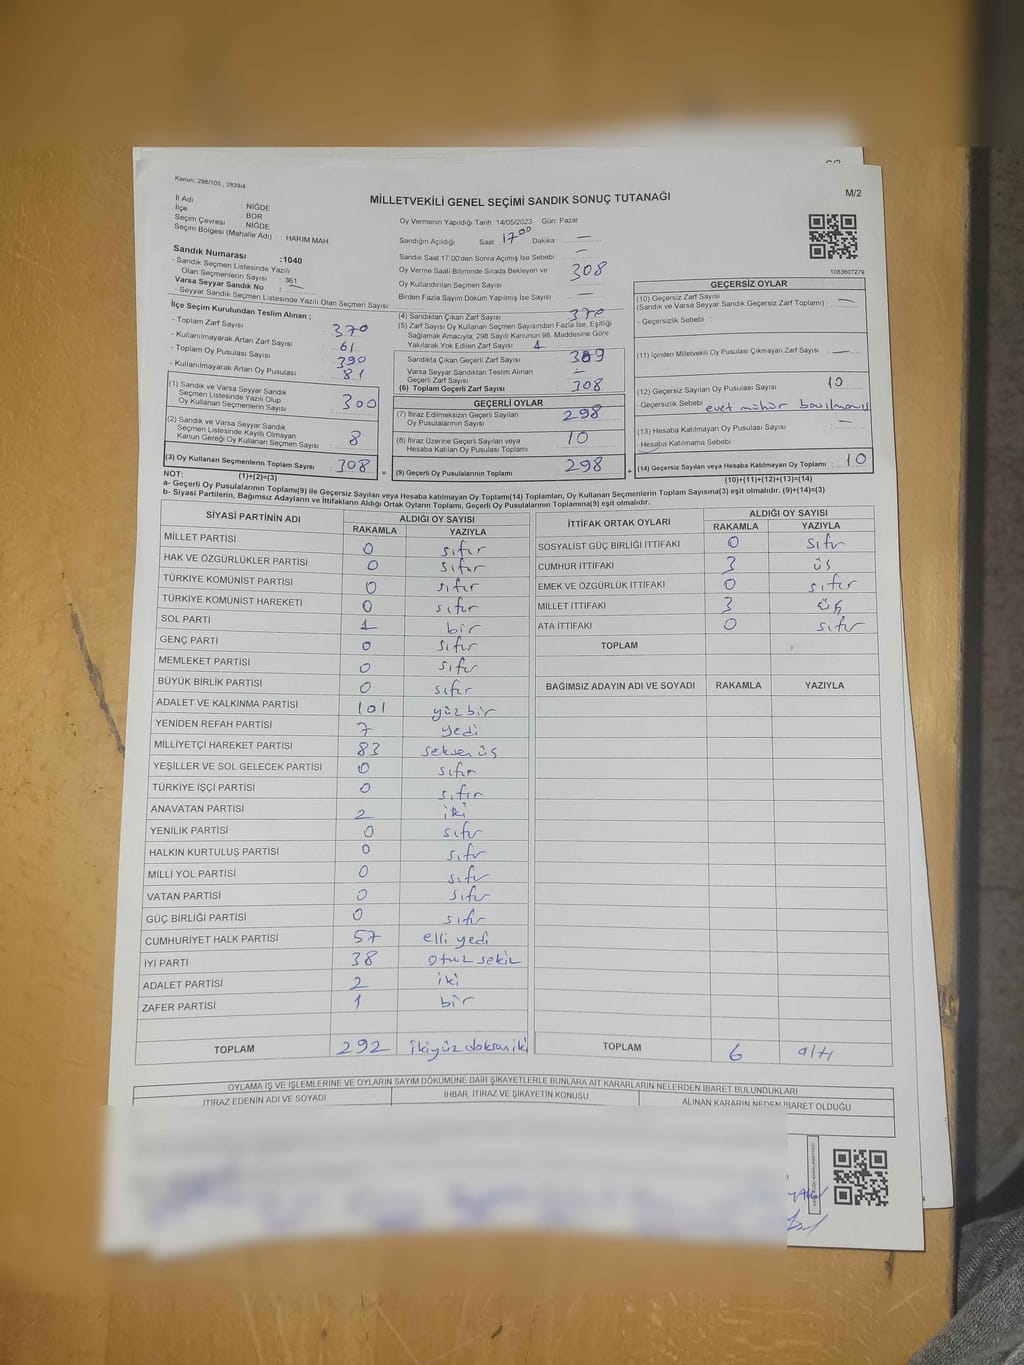 Kanun: 298/105 , 2839/4
MİLLETVEKİLİ GENEL SEÇİMİ SANDIK SONUÇ TUTANAĞI
M/2
İl Adı : NİĞDE
İlçe : BOR
Seçim Çevresi : NİĞDE
Seçim Bölgesi (Mahalle Adı) : HARIM MAH
Sandık Numarası :1040
- Sandık Seçmen Listesinde Yazılı
Olan Seçmenlerin Sayısı : 361
Varsa Seyyar Sandık No : —
- Seyyar Sandık Listesinde Yazılı Olan Seçmen Sayısı:
Oy Vermenin Yapıldığı Tarih :14/05/2023 Gün: Pazar
Sandığın Açıldığı Saat 17 00 Dakika : —
Sandık Saat 17.00'den Sonra Açılmış İse Sebebi : —
Oy Verme Saati Bitiminde Sırada Bekleyen ve
Oy Kullandırılan Seçmen Sayısı 308
Birden Fazla Sayım Döküm Yapılmış İse Sayısı —
1083607279
İlçe Seçim Kurulundan Teslim Alınan ;
- Toplam Zarf Sayısı : 370
- Kullanılmayarak Artan Zarf Sayısı : 61
- Toplam Oy Pusulası Sayısı : 390
- Kullanılmayarak Artan Oy Pusulası : 81
(1) Sandık ve Varsa Seyyar Sandık
Seçmen Listesinde Yazılı Olup
Oy Kullanan Seçmenlerin Sayısı 300
(2) Sandık ve Varsa Seyyar Sandık
Seçmen Listesinde Kayıtlı Olmayan
Kanun Gereği Oy Kullanan Seçmen Sayısı 8
(3) Oy Kullanan Seçmenlerin Toplam Sayısı 308 =
(1)+(2)=(3)
(4) Sandıktan Çıkan Zarf Sayısı 370
(5) Zarf Sayısı Oy Kullanan Seçmen Sayısından Fazla İse, Eşitliği
Sağlamak Amacıyla; 298 Sayılı Kanunun 98. Maddesine Göre
Yakılarak Yok Edilen Zarf Sayısı 1
Sandıkta Çıkan Geçerli Zarf Sayısı
Varsa Seyyar Sandıktan Teslim Alınan
Geçerli Zarf Sayısı —
(6) Toplam Geçerli Zarf Sayısı 308
GEÇERLİ OYLAR
(7) İtiraz Edilmeksizin Geçerli Sayılan
Oy Pusulalarının Sayısı 298
(8) İtiraz Üzerine Geçerli Sayılan veya
Hesaba Katılan Oy Pusulası Toplamı 10
(9) Geçerli Oy Pusulalarının Toplamı 298 +
GEÇERSİZ OYLAR
(10) Geçersiz Zarf Sayısı
(Sandık ve Varsa Seyyar Sandık Geçersiz Zarf Toplamı) : —
- Geçersizlik Sebebi :
(11) İçinden Milletvekili Oy Pusulası Çıkmayan Zarf Sayısı —
(12) Geçersiz Sayılan Oy Pusulası Sayısı 10
- Geçersizlik Sebebi : evet mühür basılmamış
(13) Hesaba Katılmayan Oy Pusulası Sayısı —
- Hesaba Katılmama Sebebi :
(14) Geçersiz Sayılan veya Hesaba Katılmayan Oy Toplamı : 10
(10)+(11)+(12)+(13)=(14)
NOT:
a- Geçerli Oy Pusulalarının Toplamı(9) ile Geçersiz Sayılan veya Hesaba katılmayan Oy Toplamı(14) Toplamları, Oy Kullanan Seçmenlerin Toplam Sayısına(3) eşit olmalıdır. (9)+(14)=(3)
b- Siyasi Partilerin, Bağımsız Adayların ve İttifakların Aldığı Ortak Oyların Toplamı, Geçerli Oy Pusulalarının Toplamına(9) eşit olmalıdır.
SİYASİ PARTİNİN ADI ALDIĞI OY SAYISI
RAKAMLA YAZIYLA
MİLLET PARTİSİ 0 sıfır
HAK VE ÖZGÜRLÜKLER PARTİSİ 0 sıfır
TÜRKİYE KOMÜNİST PARTİSİ 0 sıfır
TÜRKİYE KOMÜNİST HAREKETİ 0 sıfır
SOL PARTİ 1 bir
GENÇ PARTİ 0 sıfır
MEMLEKET PARTİSİ 0 sıfır
BÜYÜK BİRLİK PARTİSİ 0 sıfır
ADALET VE KALKINMA PARTİSİ 101 yüzbir
YENİDEN REFAH PARTİSİ 7 yedi
MİLLİYETÇİ HAREKET PARTİSİ 83 seksen üş
YEŞİLLER VE SOL GELECEK PARTİSİ 0 sıfır
TÜRKİYE İŞÇİ PARTİSİ 0 sıfır
ANAVATAN PARTİSİ 2 iki
YENİLİK PARTİSİ 0 sıfır
HALKIN KURTULUŞ PARTİSİ 0 sıfır
MİLLİ YOL PARTİSİ 0 sıfır
VATAN PARTİSİ 0 sıfır
GÜÇ BİRLİĞİ PARTİSİ 0 sıfır
CUMHURİYET HALK PARTİSİ 57 elli yedi
İYİ PARTİ 38 otuz sekiz
ADALET PARTİSİ 2 iki
ZAFER PARTİSİ 1 bir
TOPLAM 292 ikiyüz doksan iki
İTTİFAK ORTAK OYLARI ALDIĞI OY SAYISI
RAKAMLA YAZIYLA
SOSYALİST GÜÇ BİRLİĞİ İTTİFAKI 0 sıfır
CUMHUR İTTİFAKI 3 üş
EMEK VE ÖZGÜRLÜK İTTİFAKI 0 sıfır
MİLLET İTTİFAKI 3 üş
ATA İTTİFAKI 0 sıfır
TOPLAM
BAĞIMSIZ ADAYIN ADI VE SOYADI RAKAMLA YAZIYLA
TOPLAM 6 altı
OYLAMA İŞ VE İŞLEMLERİNE VE OYLARIN SAYIM DÖKÜMÜNE DAİR ŞİKAYETLERLE BUNLARA AİT KARARLARIN NELERDEN İBARET BULUNDUKLARI
İTİRAZ EDENİN ADI VE SOYADI İHBAR, İTİRAZ VE ŞİKAYETİN KONUSU ALINAN KARARIN NEDEN İBARET OLDUĞU